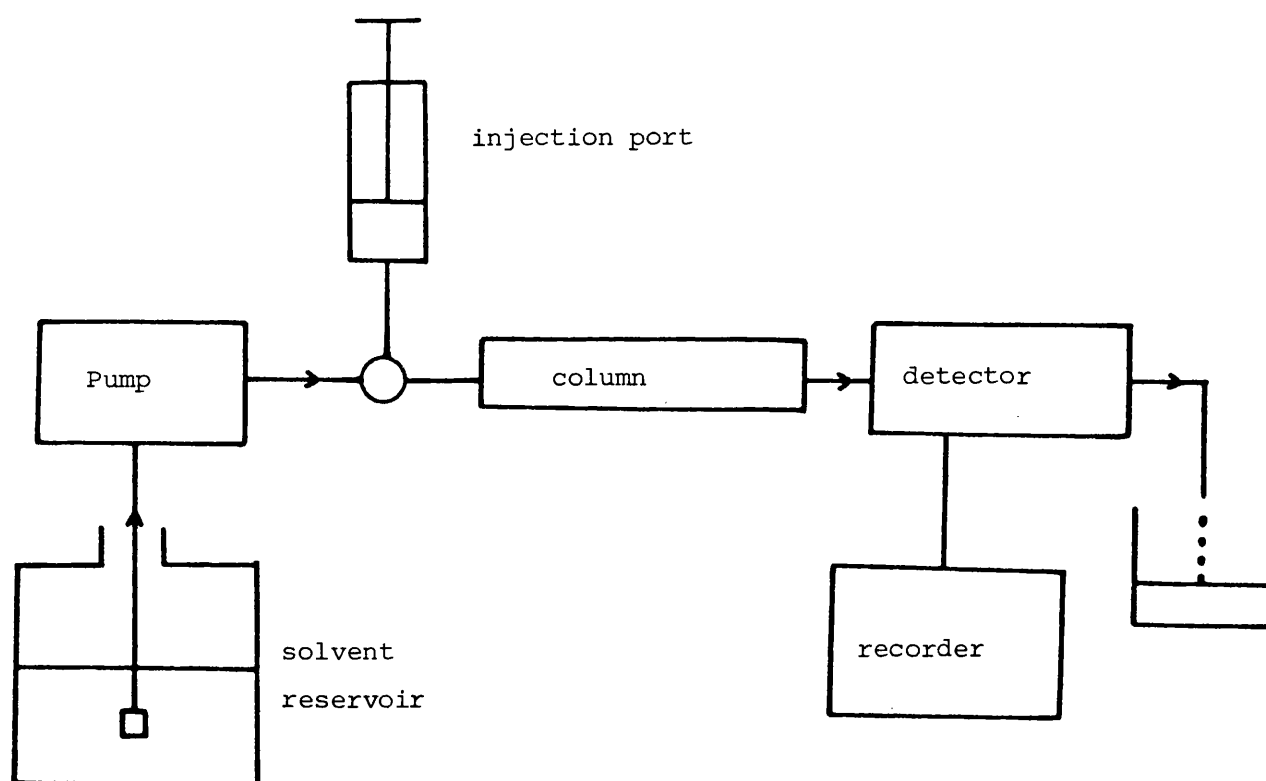 injection port
Pump
column
detector
solvent
reservoir
recorder